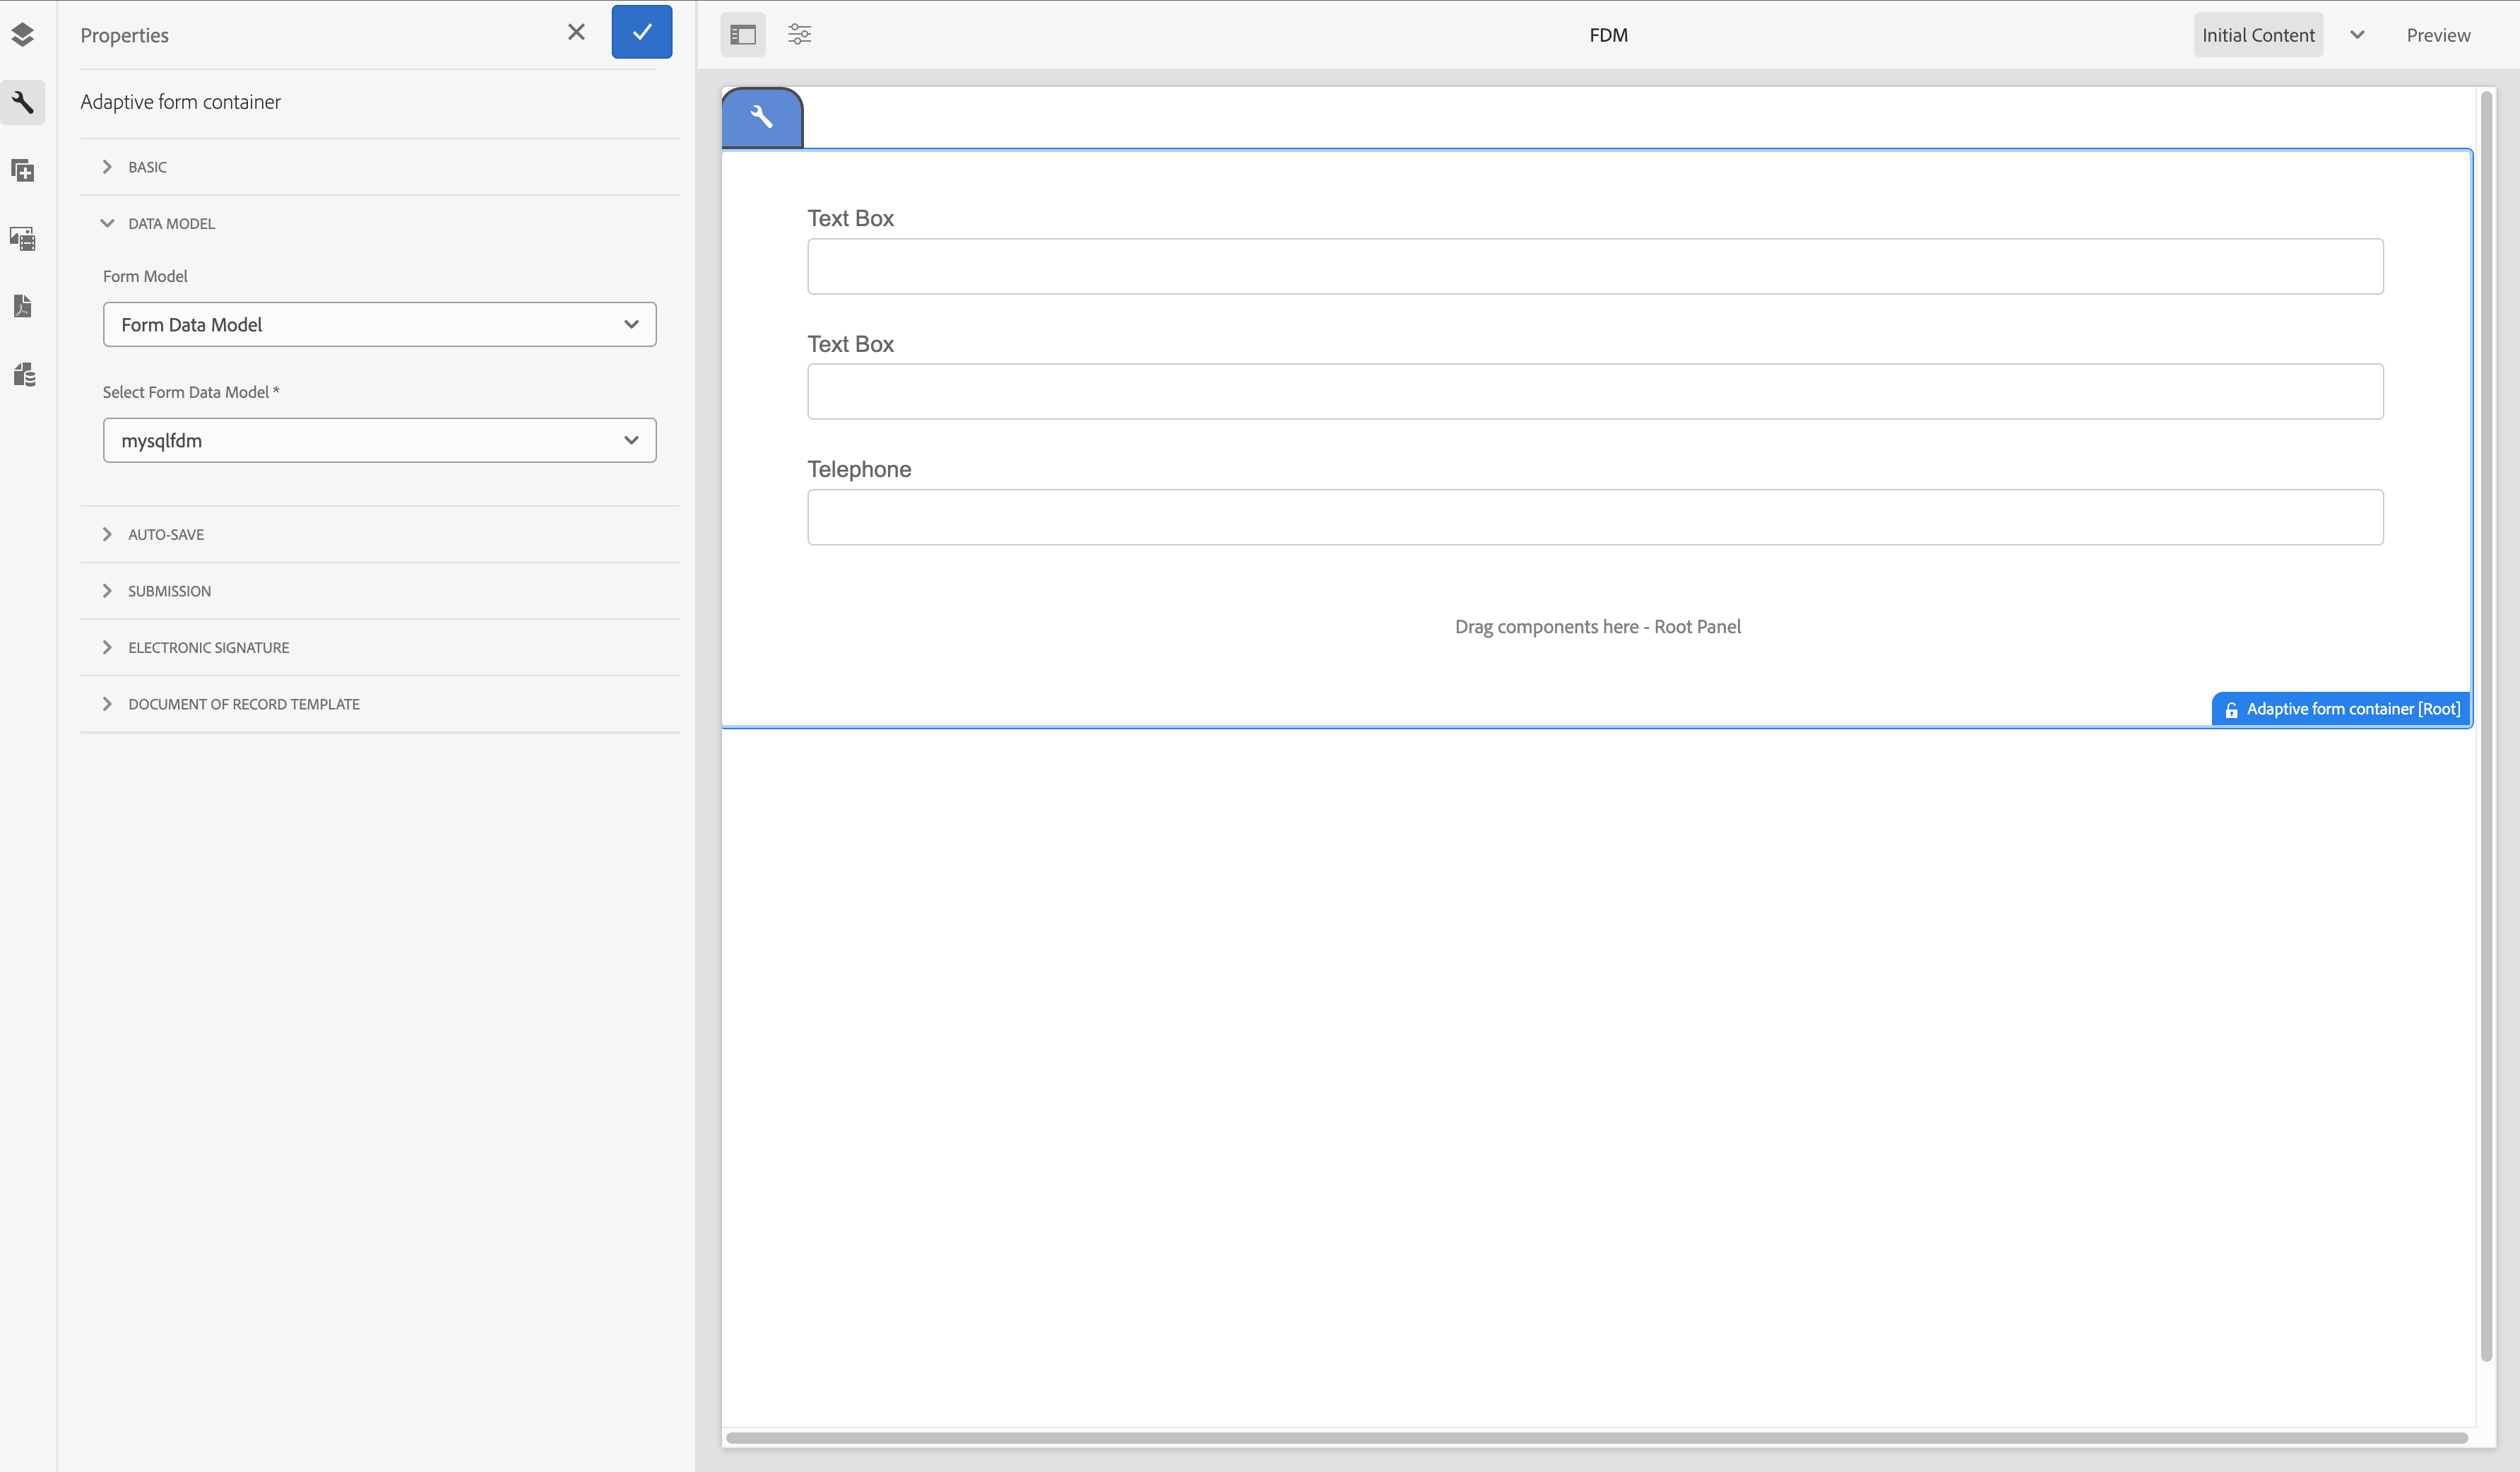 Properties
FDM
Initial Content
Preview
Adaptive form container
BASIC
DATA MODEL
Form Model
Form Data Model
Select Form Data Model *
mysqlfdm
AUTO-SAVE
SUBMISSION
ELECTRONIC SIGNATURE
DOCUMENT OF RECORD TEMPLATE
Text Box
Text Box
Telephone
Drag components here - Root Panel
Adaptive form container [Root]